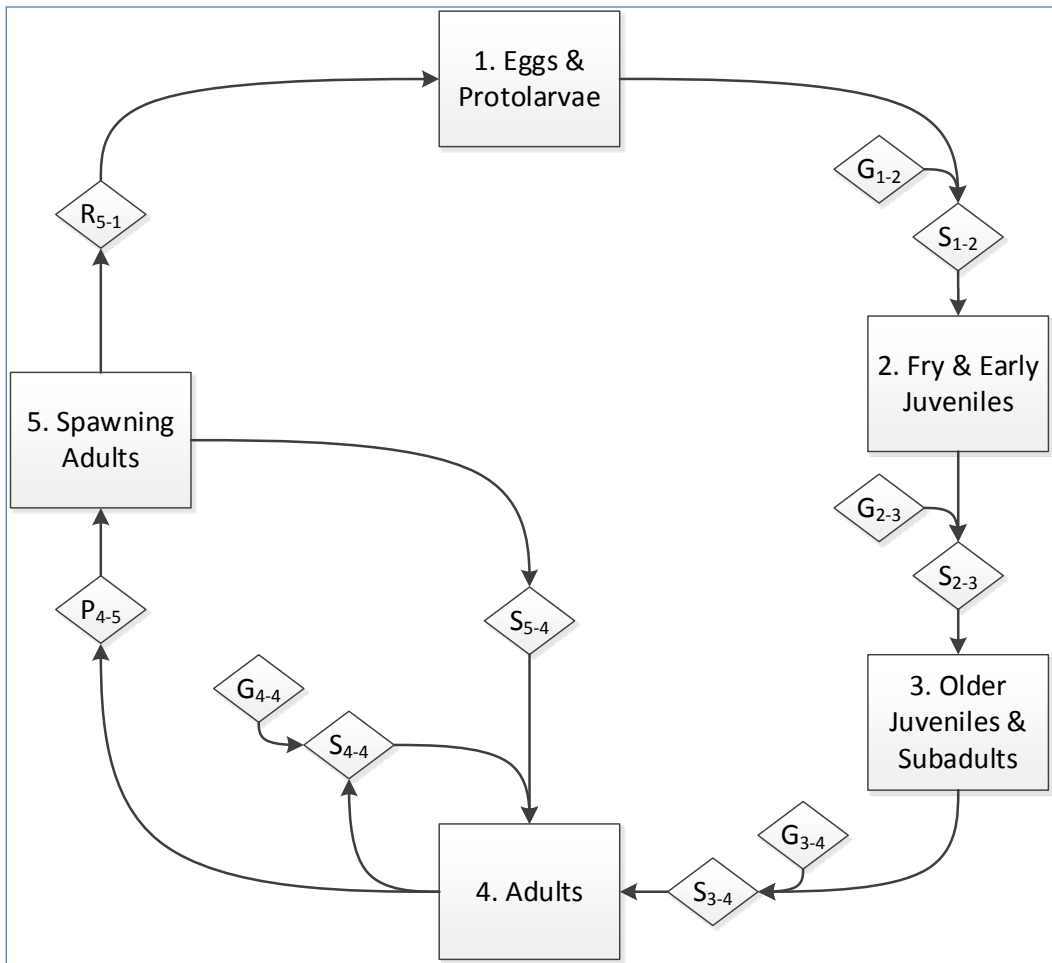 1. Eggs &
Protolarvae
G1-2
R5-1
S1-2
2. Fry & Early
Juveniles
5. Spawning
Adults
G2-3
S2-3
P4-5
S5-4
G4-4
3. Older
Juveniles &
Subadults
S4-4
G3-4
4. Adults
S3-4